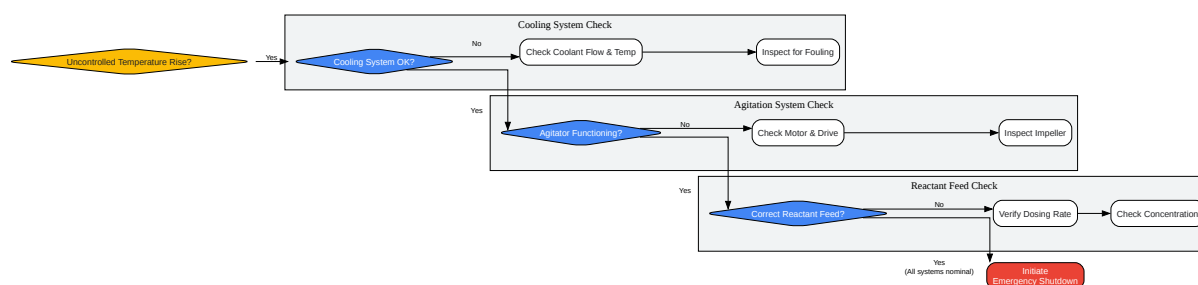 Cooling System Check
Uncontrolled Temperature Rise?
Yes
Cooling System OK?
No
Check Coolant Flow & Temp
Inspect for Fouling
Yes
Agitation System Check
Agitator Functioning?
No
Check Motor & Drive
Inspect Impeller
Yes
Reactant Feed Check
Correct Reactant Feed?
No
Verify Dosing Rate
Check Concentration
Yes
(All systems nominal)
Initiate
Emergency Shutdown